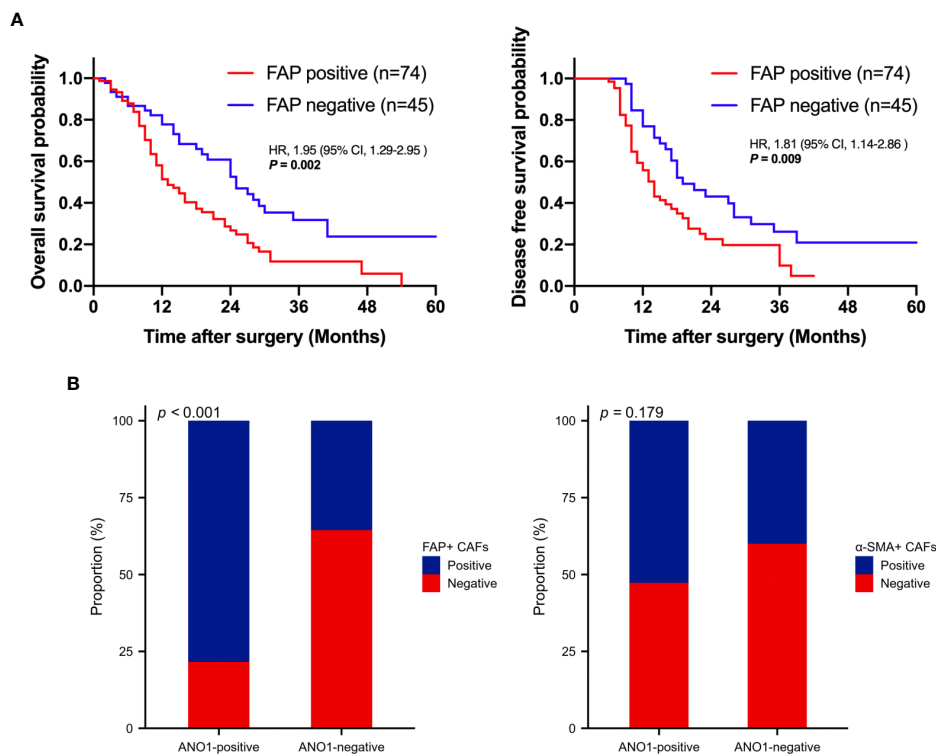 A
Overall survival probability
1.0
0.8
0.6
0.4
0.2
0.0
0
12
24
36
48
60
Time after surgery (Months)
FAP positive (n=74)
FAP negative (n=45)
HR, 1.95 (95% CI, 1.29-2.95 )
P = 0.002
Disease free survival probability
1.0
0.8
0.6
0.4
0.2
0.0
0
12
24
36
48
60
Time after surgery (Months)
FAP positive (n=74)
FAP negative (n=45)
HR, 1.81 (95% CI, 1.14-2.86 )
P = 0.009
B
p < 0.001
Proportion (%)
100
75
50
25
0
ANO1-positive
ANO1-negative
FAP+ CAFs
Positive
Negative
p = 0.179
Proportion (%)
100
75
50
25
0
ANO1-positive
ANO1-negative
α-SMA+ CAFs
Positive
Negative